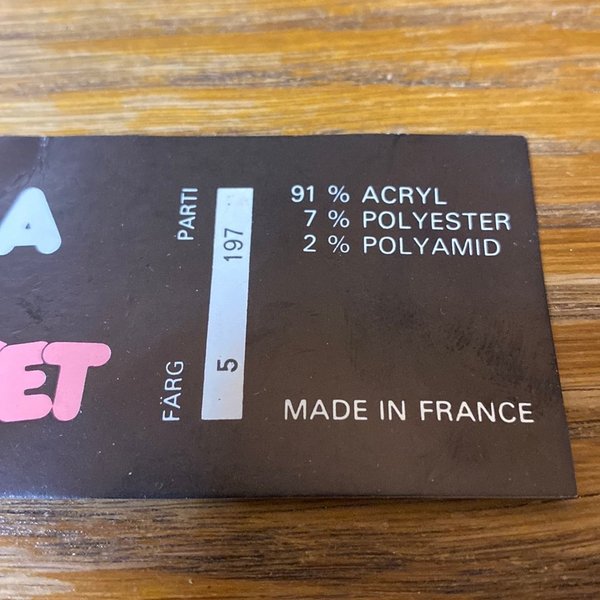 A
ET
PARTI
197
FÄRG
5
91 % ACRYL
7 % POLYESTER
2 % POLYAMID
MADE IN FRANCE